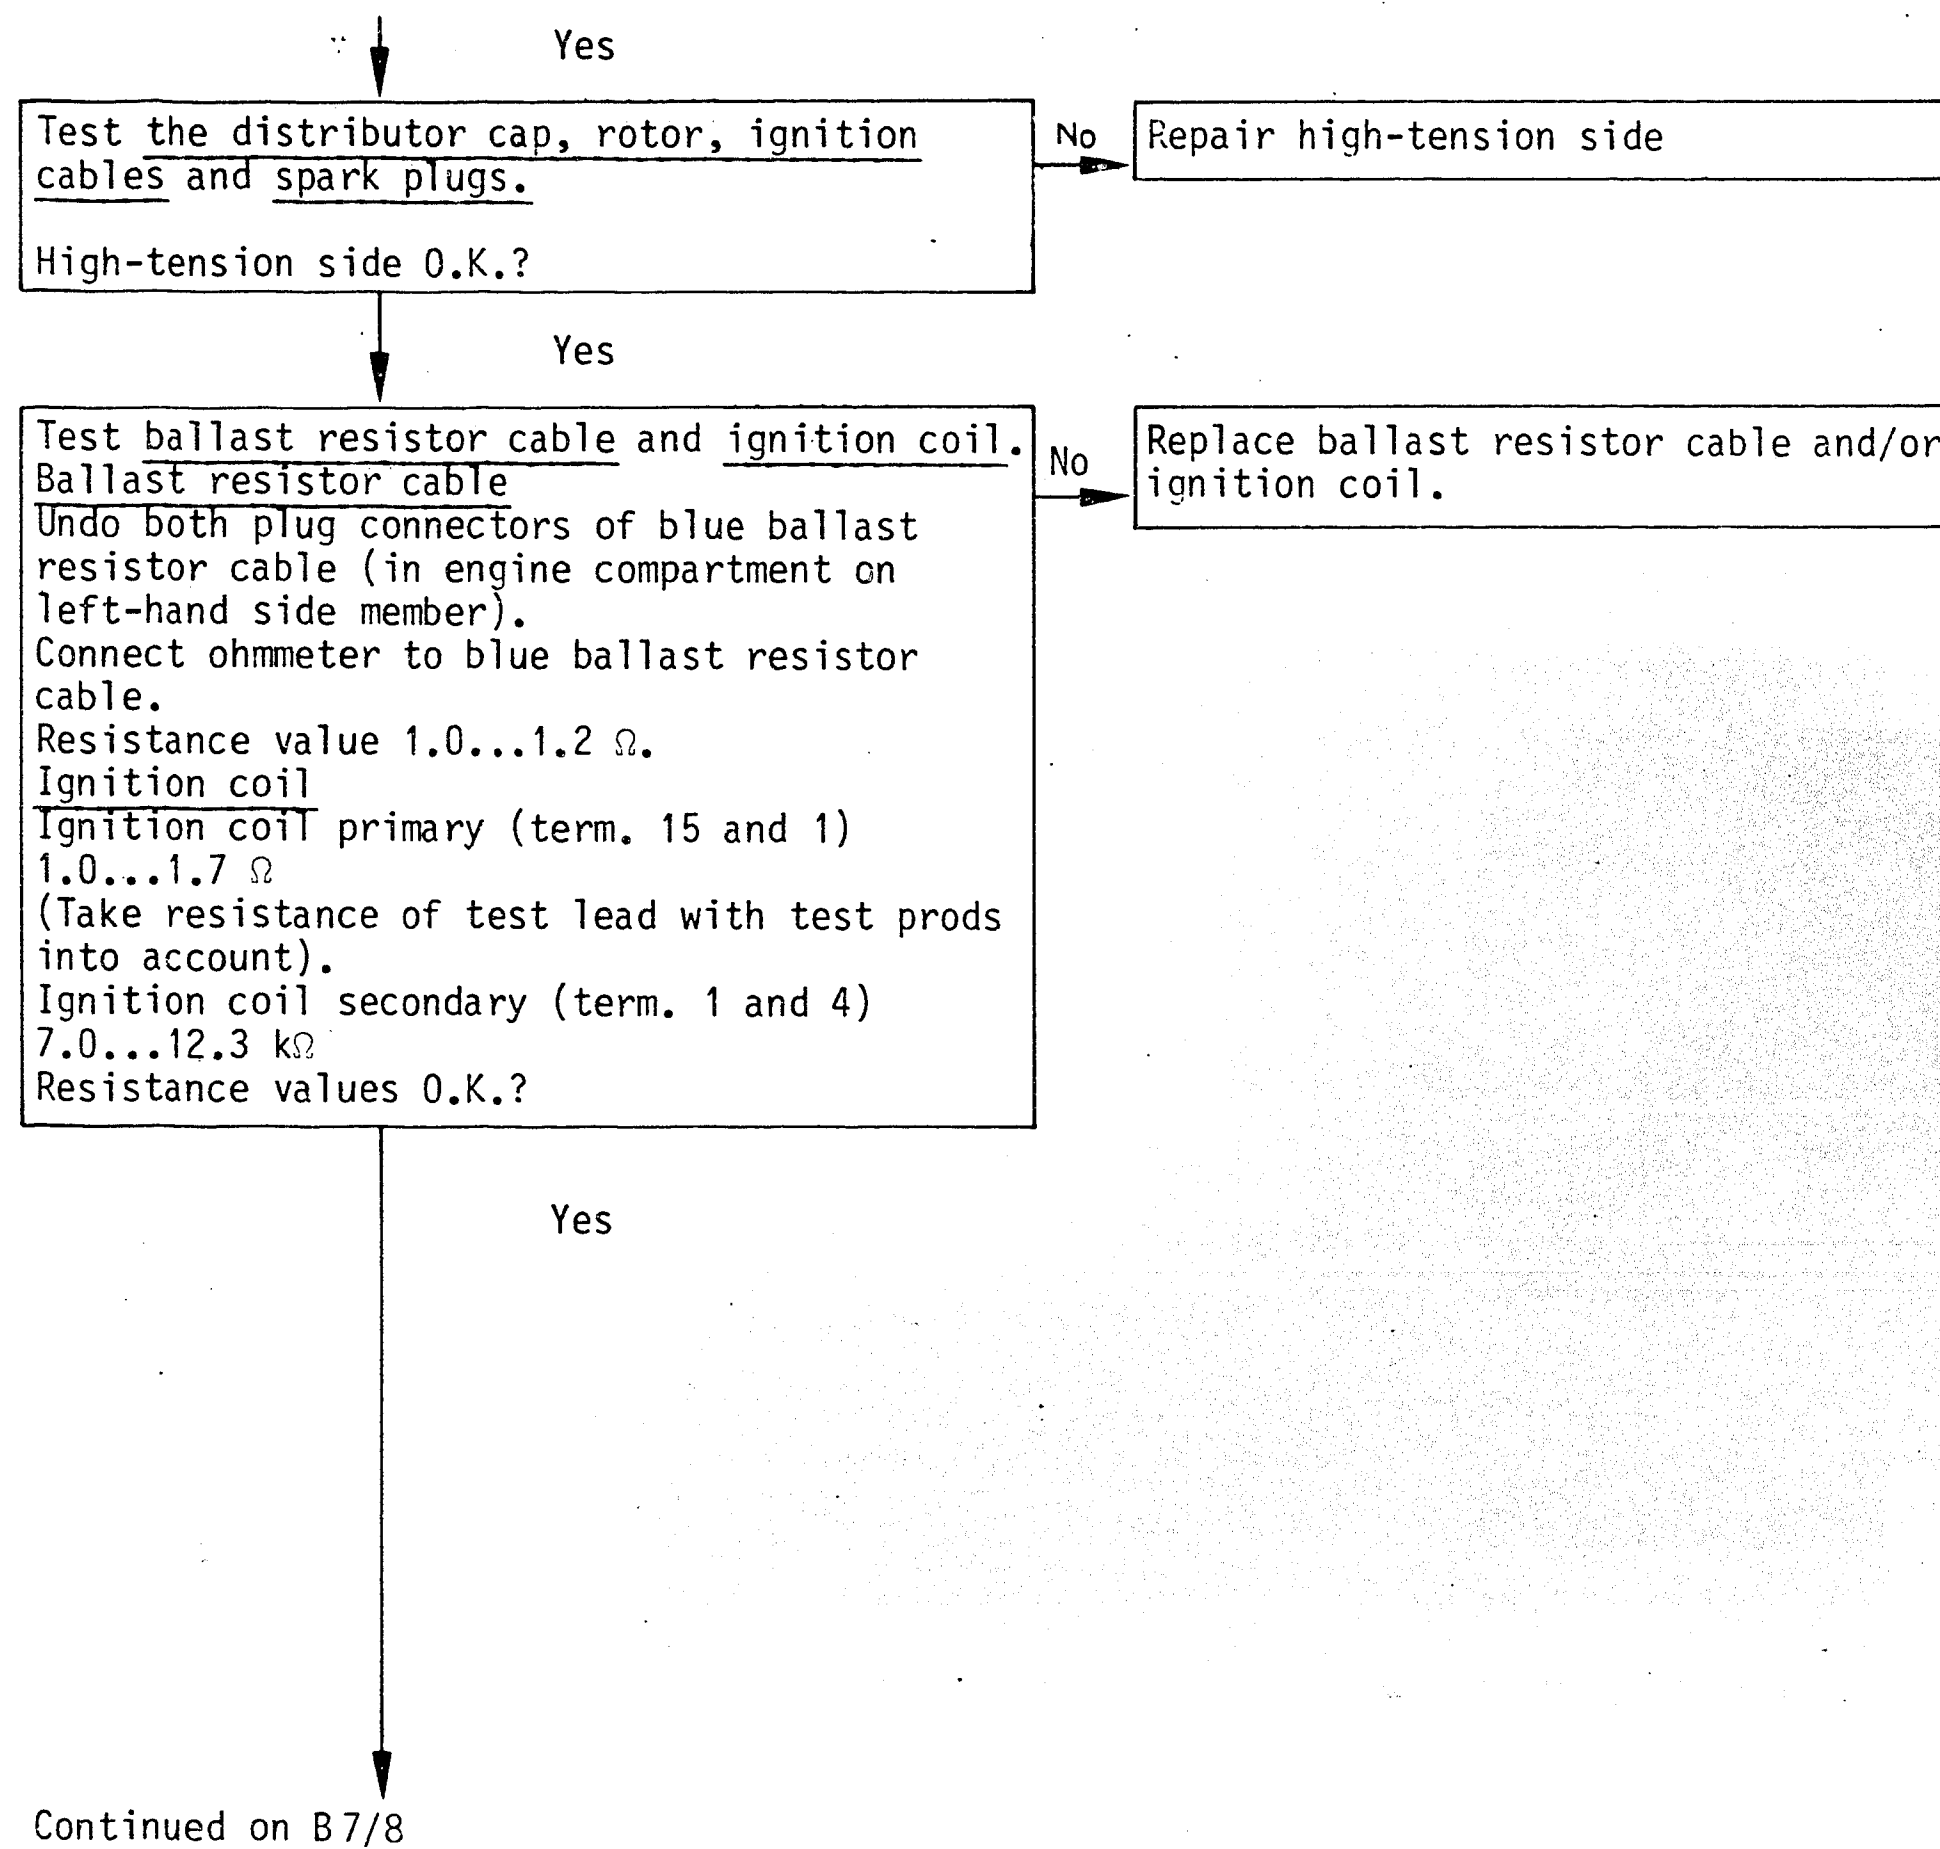 Yes
Test the distributor cap, rotor, ignition
cables and spark plugs.
High-tension side O.K.?
No
Repair high-tension side
Yes
Test ballast resistor cable and ignition coil.
Ballast resistor cable
Undo both plug connectors of blue ballast
resistor cable (in engine compartment on
left-hand side member).
Connect ohmmeter to blue ballast resistor
cable.
Resistance value 1.0...1.2 Ω.
Ignition coil
Ignition coil primary (term. 15 and 1)
1.0...1.7 Ω
(Take resistance of test lead with test prods
into account).
Ignition coil secondary (term. 1 and 4)
7.0...12.3 kΩ
Resistance values O.K.?
No
Replace ballast resistor cable and/or
ignition coil.
Yes
Continued on B7/8